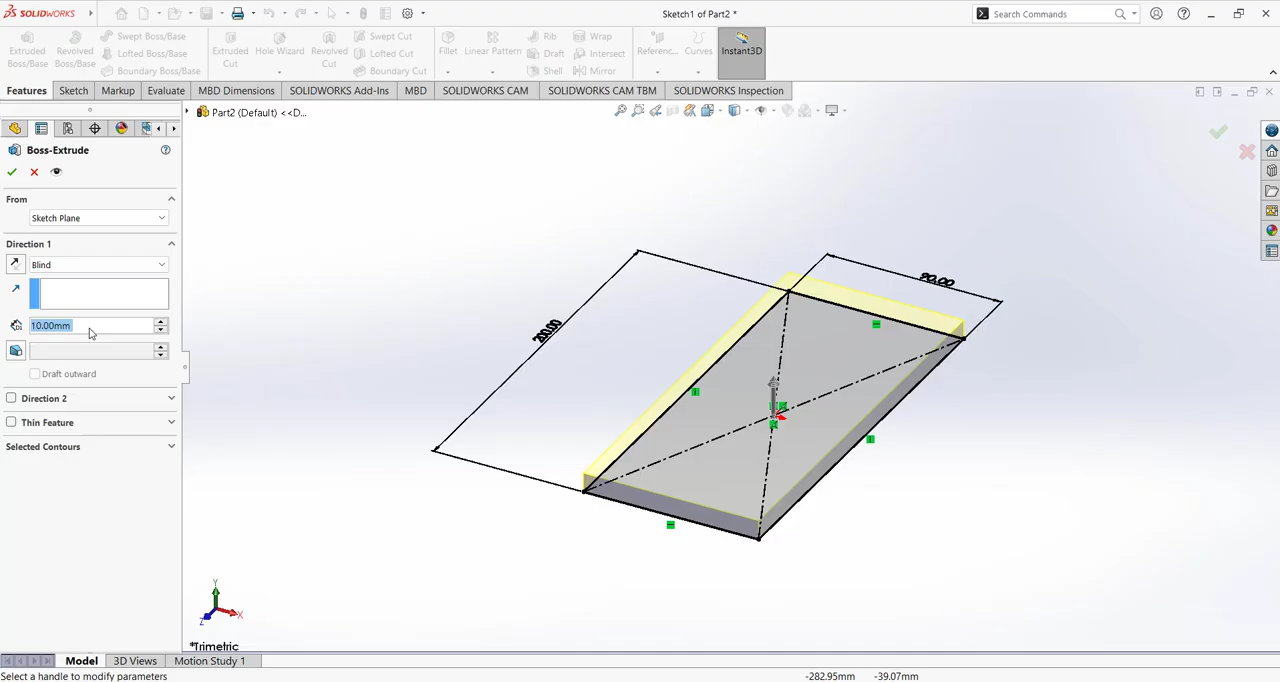 SOLIDWORKS
Sketch1 of Part2 *
Search Commands
Extruded Boss/Base
Revolved Boss/Base
Swept Boss/Base
Lofted Boss/Base
Boundary Boss/Base
Extruded Cut
Hole Wizard
Revolved Cut
Swept Cut
Lofted Cut
Boundary Cut
Fillet
Linear Pattern
Rib
Draft
Shell
Wrap
Intersect
Mirror
Referenc...
Curves
Instant3D
Features
Sketch
Markup
Evaluate
MBD Dimensions
SOLIDWORKS Add-Ins
MBD
SOLIDWORKS CAM
SOLIDWORKS CAM TBM
SOLIDWORKS Inspection
Part2 (Default) <<D...
Boss-Extrude
From
Sketch Plane
Direction 1
Blind
10.00mm
Draft outward
Direction 2
Thin Feature
Selected Contours
200.00
90.00
Y
X
Z
*Trimetric
Model
3D Views
Motion Study 1
Select a handle to modify parameters
-282.95mm
-39.07mm